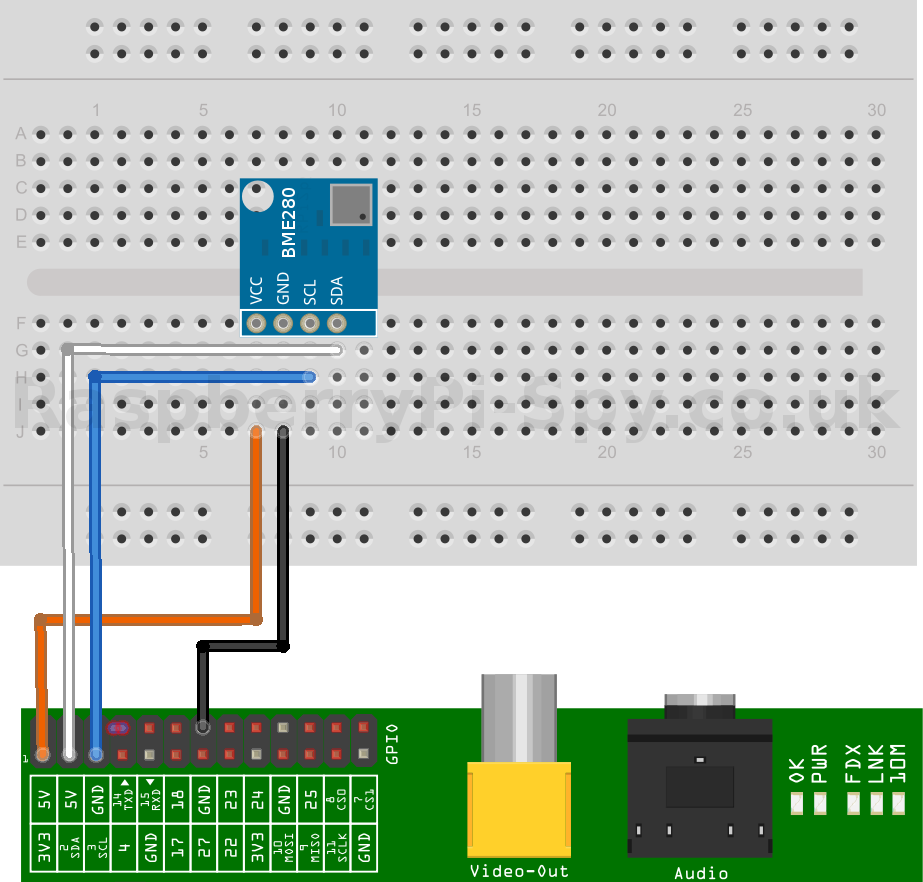 1 5 10 15 20 25 30
A
B
C
D
E
BME280
VCC GND SCL SDA
F
G
H
I
J
RaspberryPi-Spy.co.uk
5 10 15 20 25 30
1
GPIO
5V 5V GND 14 TXD 15 RXD 18 GND 23 24 GND 25 8 CS0 7 CS1
3V3 2 SDA 3 SCL 4 GND 17 27 22 3V3 10 MOSI 9 MISO 11 SCLK GND
OK PWR FDX LNK 10M
Video-Out
Audio